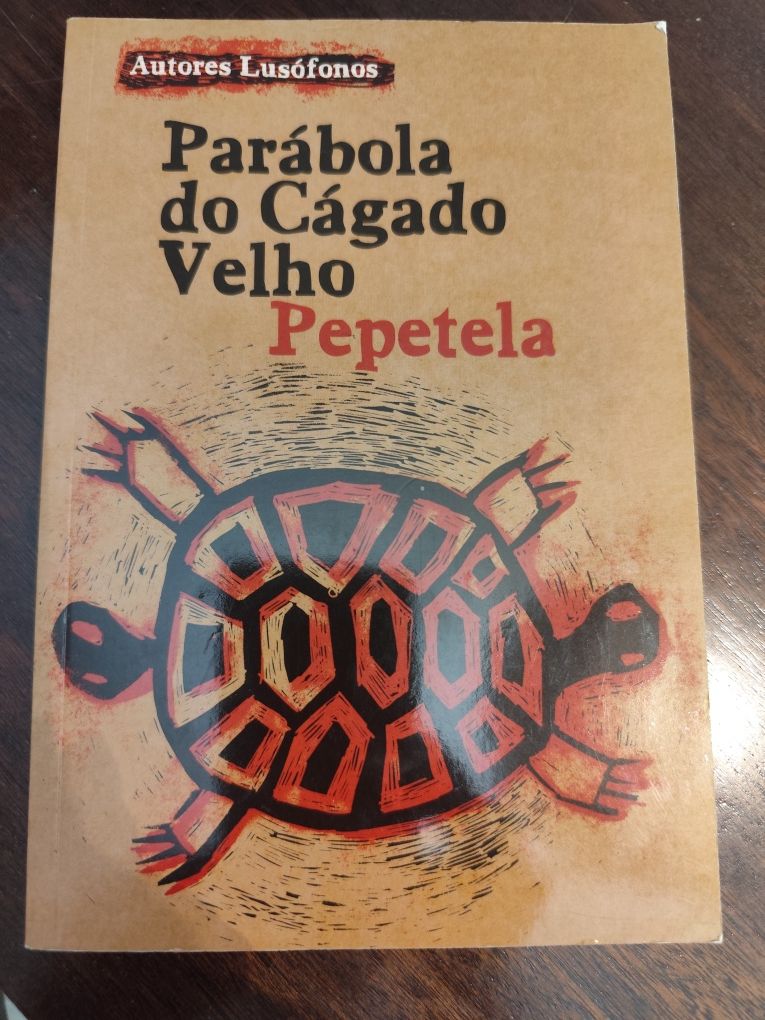 Autores Lusófonos
Parábola
do Cágado
Velho
Pepetela